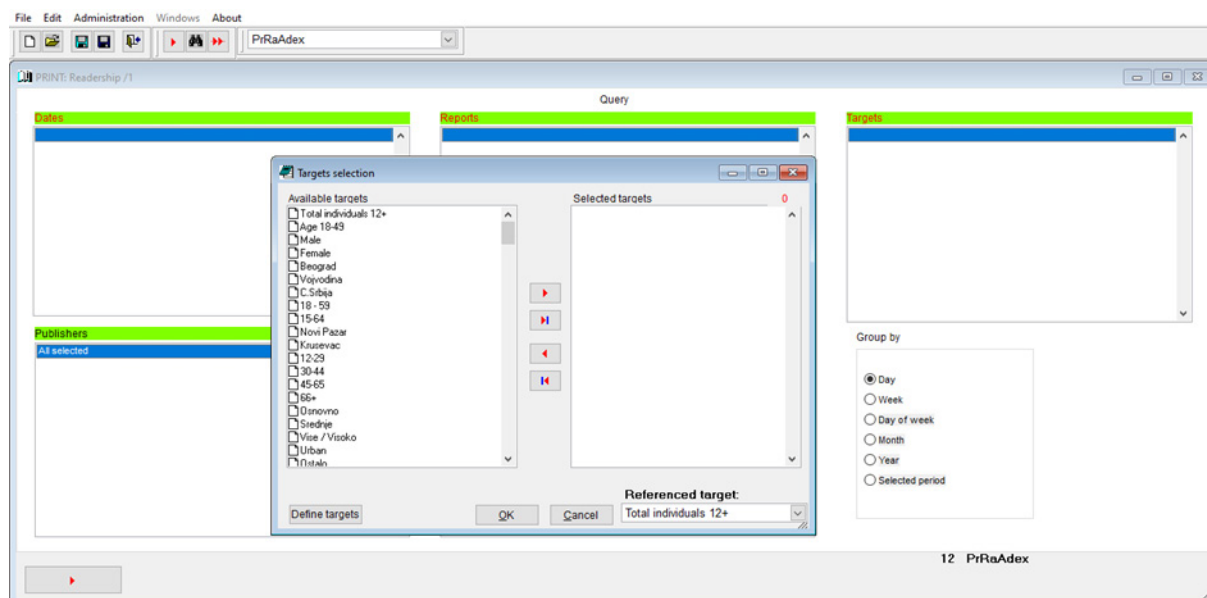 File Edit Administration Windows About
PrRaAdex
PRINT: Readership /1
Query
Dates
Reports
Targets
Targets selection
Available targets
Selected targets
0
Total individuals 12+
Age 18-49
Male
Female
Beograd
Vojvodina
C.Srbija
18 - 59
15-64
Novi Pazar
Krusevac
12-29
30-44
45-65
66+
Osnovno
Srednje
Vise / Visoko
Urban
Ostalo
Define targets
OK
Cancel
Referenced target:
Total individuals 12+
Publishers
All selected
Group by
Day
Week
Day of week
Month
Year
Selected period
12 PrRaAdex